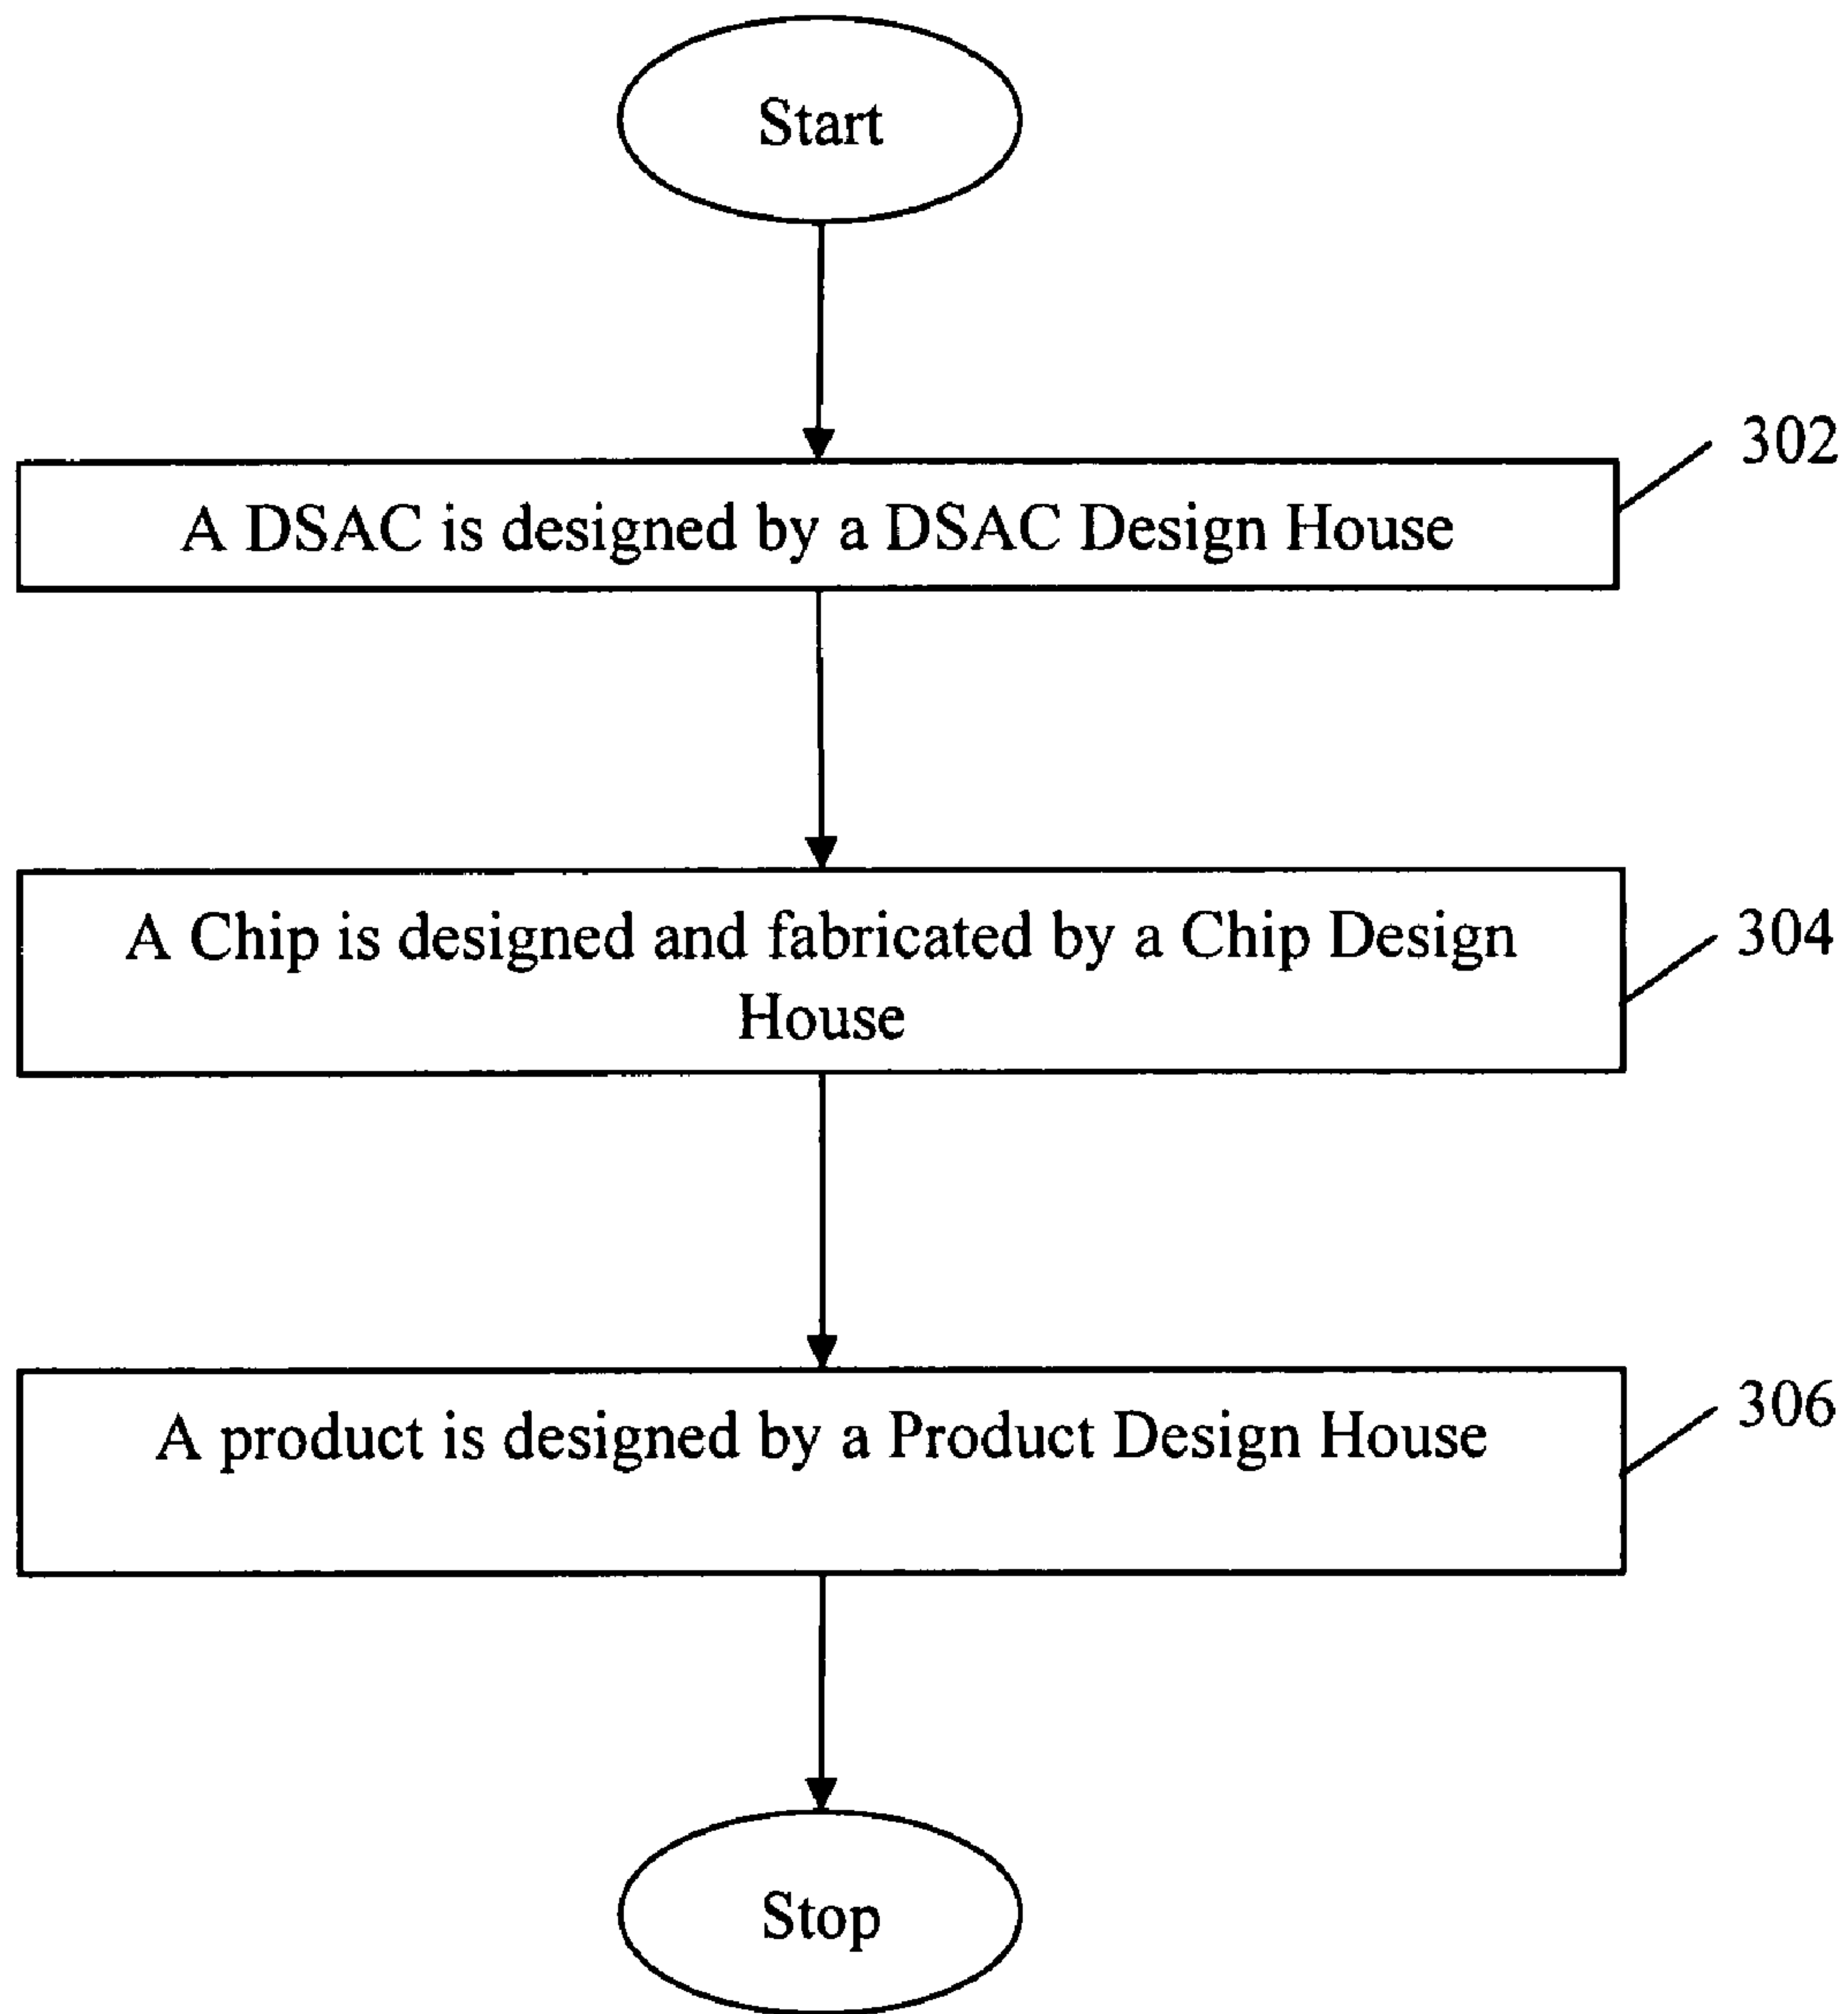 Start
302
A DSAC is designed by a DSAC Design House
A Chip is designed and fabricated by a Chip Design
House
304
306
A product is designed by a Product Design House
Stop